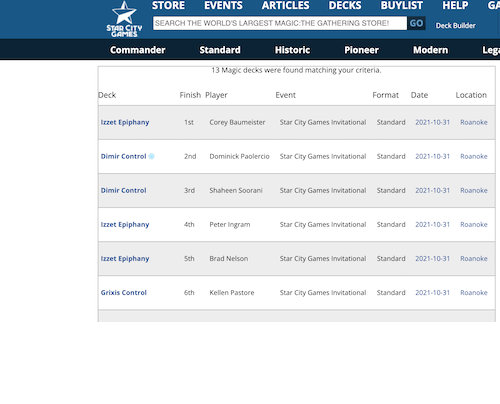 STORE EVENTS ARTICLES DECKS BUYLIST HELP GA
STAR CITY GAMES
SEARCH THE WORLD'S LARGEST MAGIC:THE GATHERING STORE! GO Deck Builder
Commander Standard Historic Pioneer Modern Lega
13 Magic decks were found matching your criteria.
Deck Finish Player Event Format Date Location
Izzet Epiphany 1st Corey Baumeister Star City Games Invitational Standard 2021-10-31 Roanoke
Dimir Control 2nd Dominick Paolercio Star City Games Invitational Standard 2021-10-31 Roanoke
Dimir Control 3rd Shaheen Soorani Star City Games Invitational Standard 2021-10-31 Roanoke
Izzet Epiphany 4th Peter Ingram Star City Games Invitational Standard 2021-10-31 Roanoke
Izzet Epiphany 5th Brad Nelson Star City Games Invitational Standard 2021-10-31 Roanoke
Grixis Control 6th Kellen Pastore Star City Games Invitational Standard 2021-10-31 Roanoke